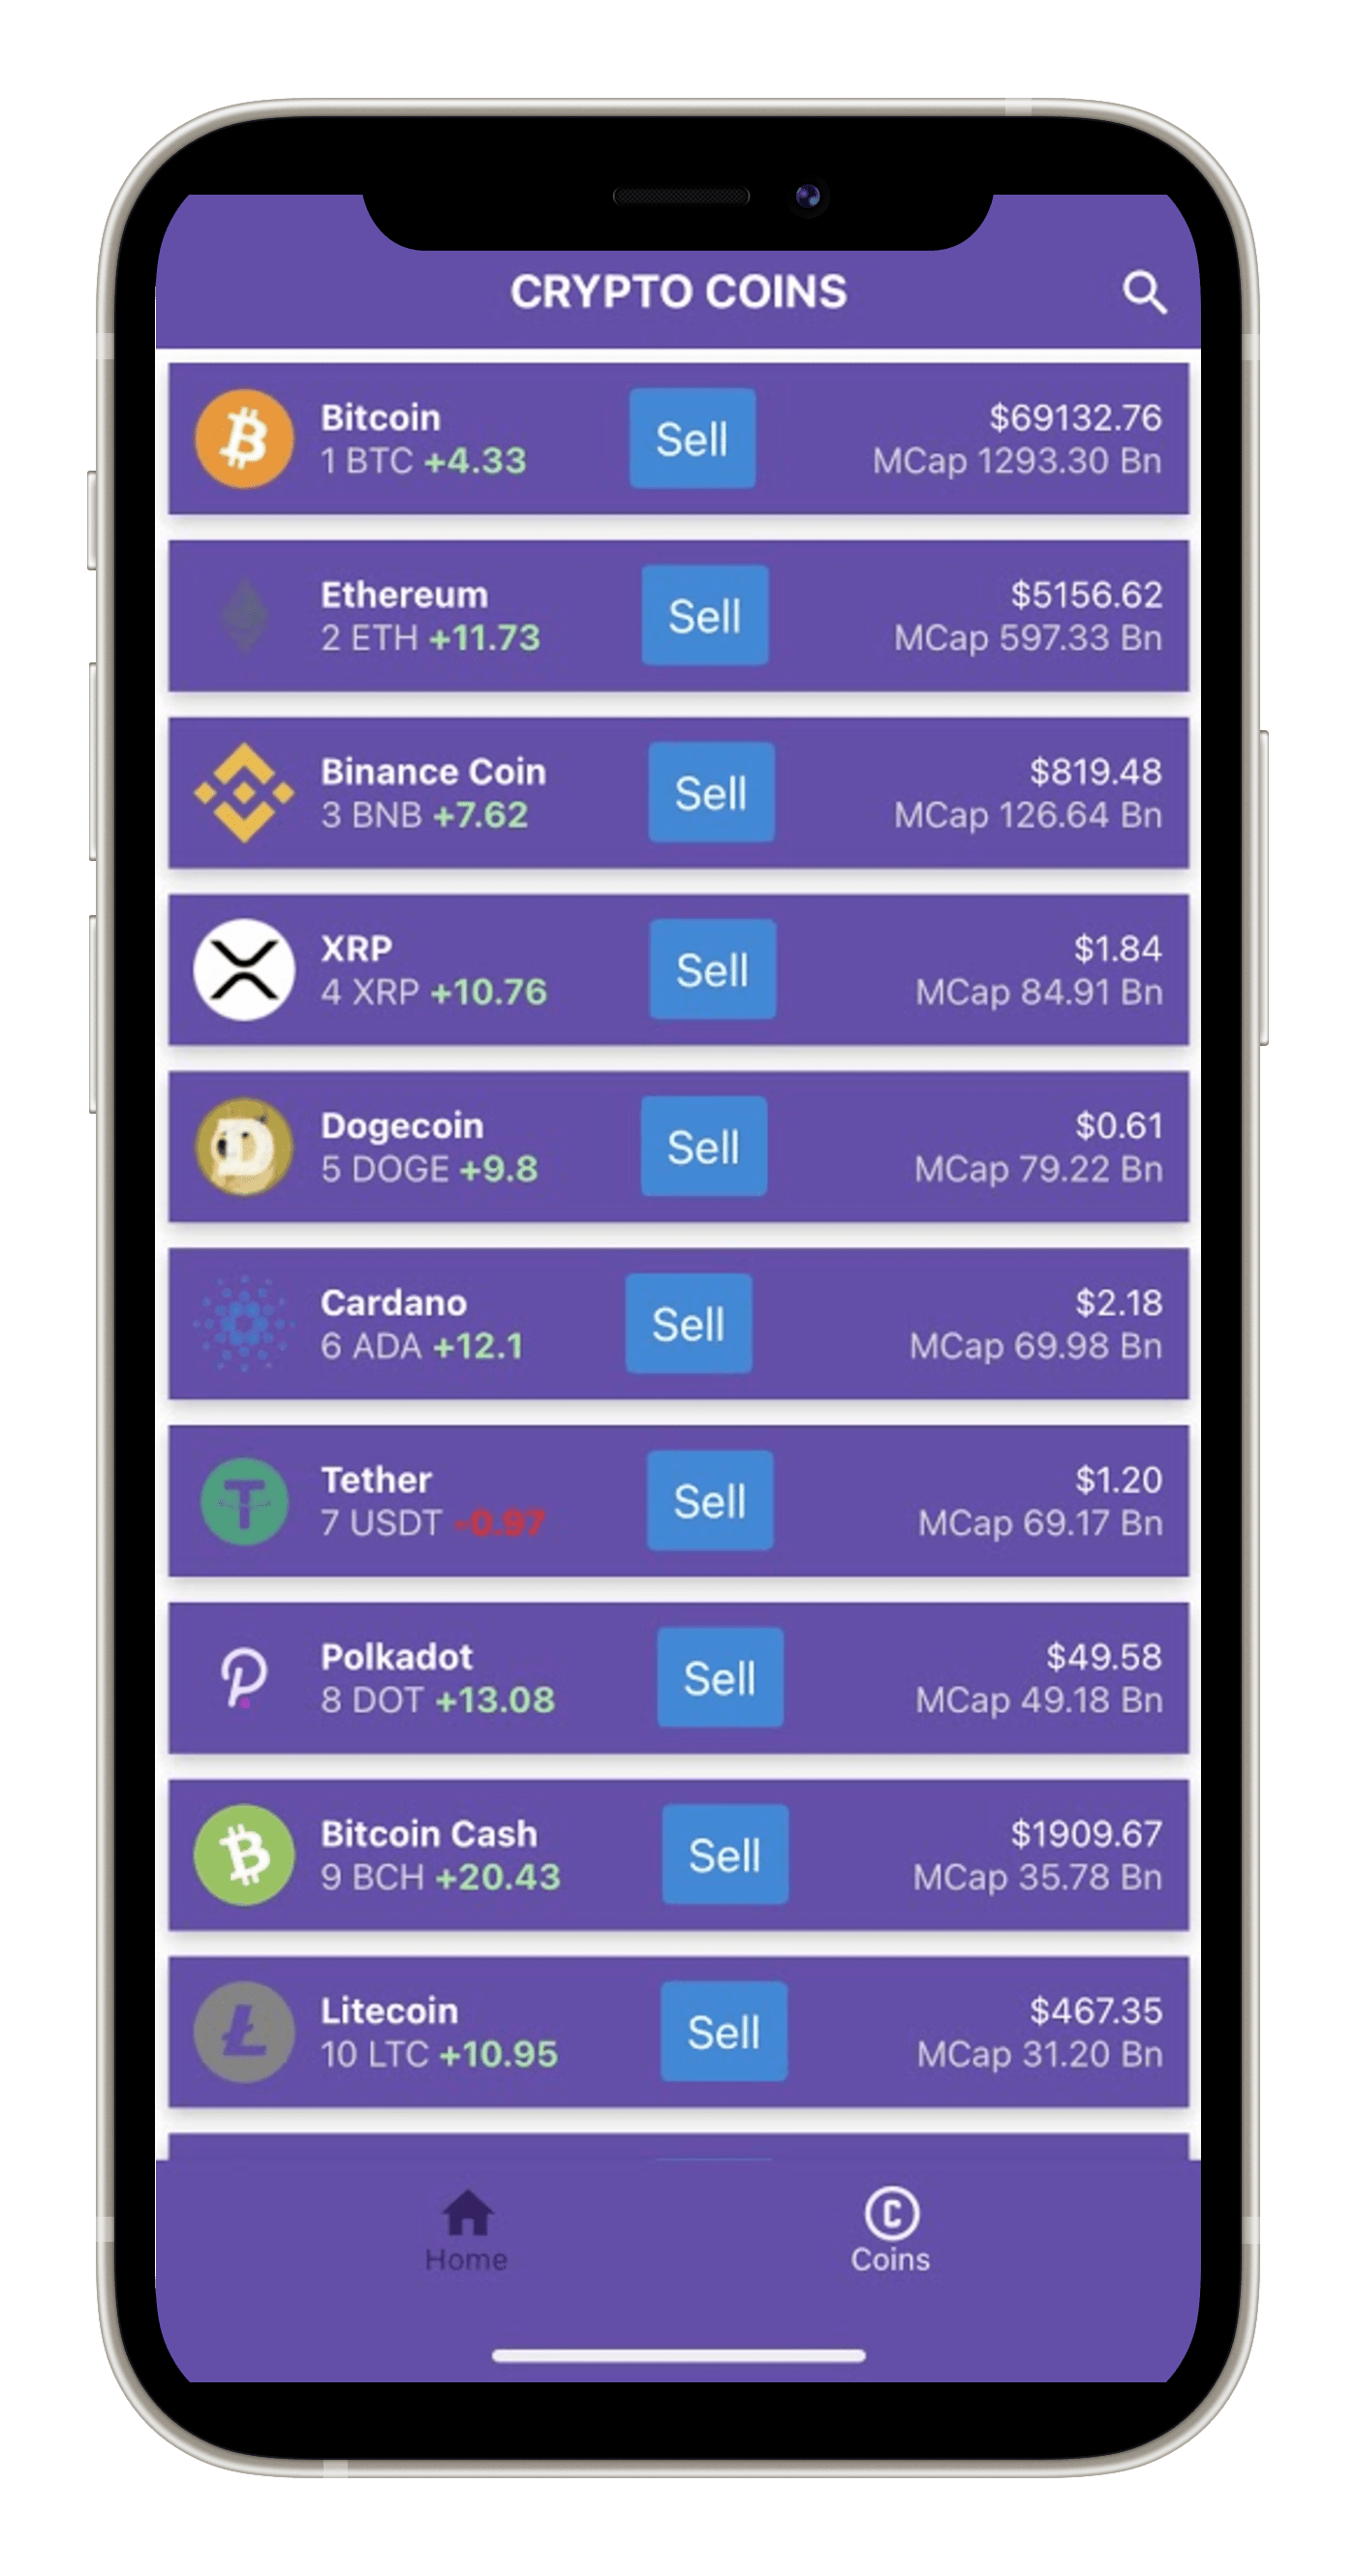 CRYPTO COINS
Bitcoin
1 BTC +4.33
Sell
$69132.76
MCap 1293.30 Bn
Ethereum
2 ETH +11.73
Sell
$5156.62
MCap 597.33 Bn
Binance Coin
3 BNB +7.62
Sell
$819.48
MCap 126.64 Bn
XRP
4 XRP +10.76
Sell
$1.84
MCap 84.91 Bn
Dogecoin
5 DOGE +9.8
Sell
$0.61
MCap 79.22 Bn
Cardano
6 ADA +12.1
Sell
$2.18
MCap 69.98 Bn
Tether
7 USDT -0.97
Sell
$1.20
MCap 69.17 Bn
Polkadot
8 DOT +13.08
Sell
$49.58
MCap 49.18 Bn
Bitcoin Cash
9 BCH +20.43
Sell
$1909.67
MCap 35.78 Bn
Litecoin
10 LTC +10.95
Sell
$467.35
MCap 31.20 Bn
Home
Coins